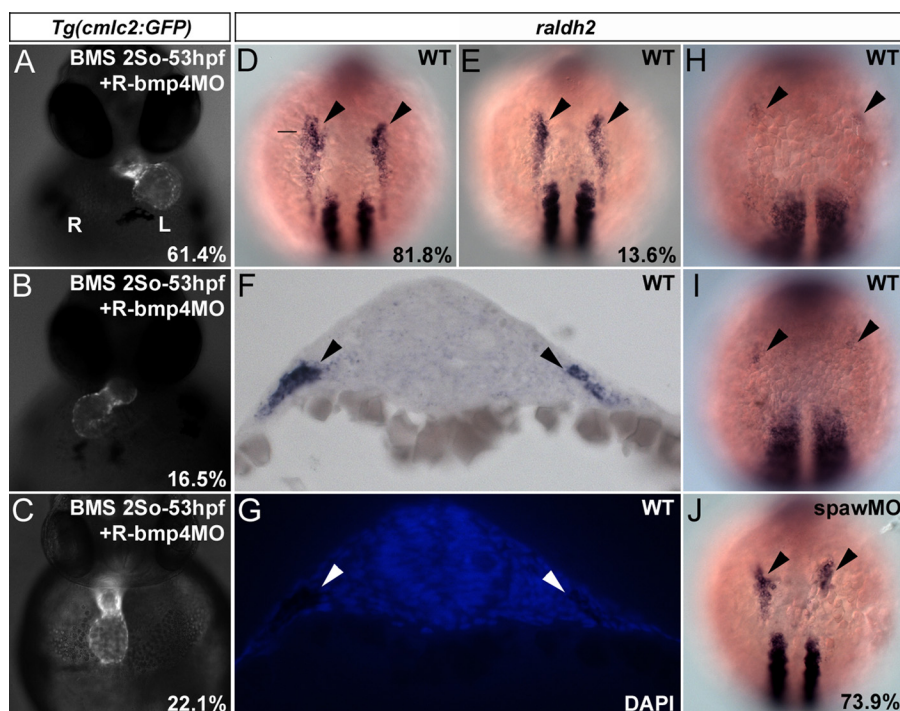 Tg(cmlc2:GFP)
raldh2
A
BMS 2So-53hpf
+R-bmp4MO
R
L
61.4%
D
WT
81.8%
E
WT
13.6%
H
WT
B
BMS 2So-53hpf
+R-bmp4MO
16.5%
F
WT
I
WT
C
BMS 2So-53hpf
+R-bmp4MO
22.1%
G
WT
DAPI
J
spawMO
73.9%